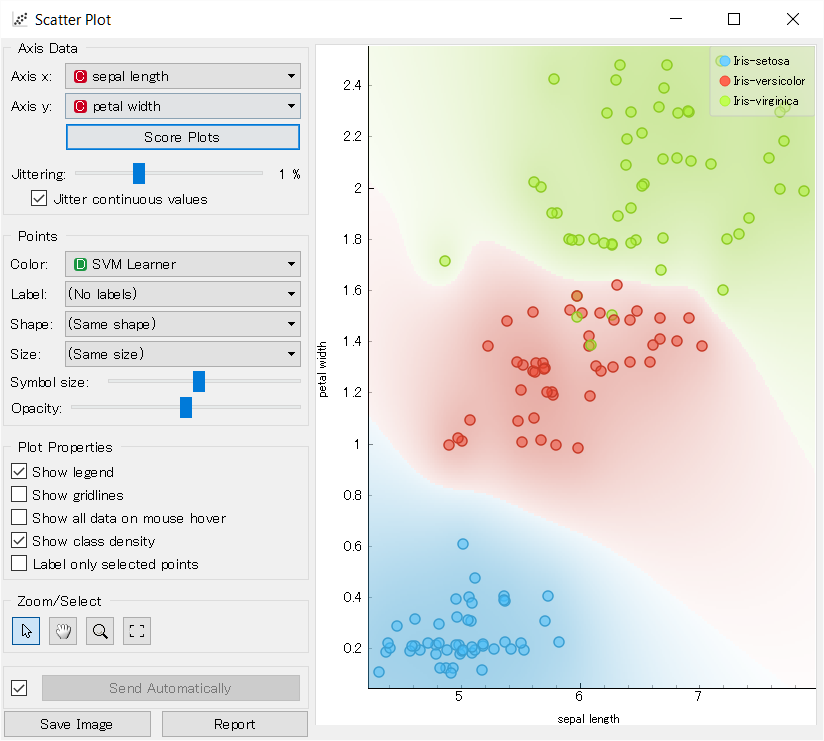 Scatter Plot
Axis Data
Axis x: C sepal length
Axis y: C petal width
Score Plots
Jittering: 1 %
Jitter continuous values
Points
Color: D SVM Learner
Label: (No labels)
Shape: (Same shape)
Size: (Same size)
Symbol size:
Opacity:
Plot Properties
Show legend
Show gridlines
Show all data on mouse hover
Show class density
Label only selected points
Zoom/Select
Send Automatically
Save Image
Report
Iris-setosa
Iris-versicolor
Iris-virginica
2.4
2.2
2
1.8
1.6
1.4
1.2
1
0.8
0.6
0.4
0.2
petal width
5
6
7
sepal length